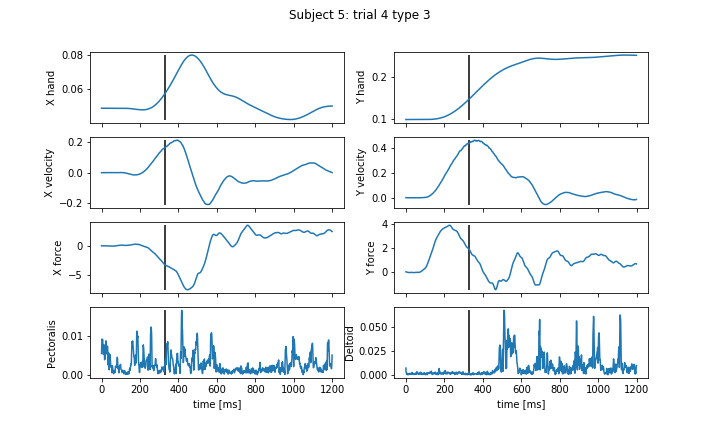 Subject 5: trial 4 type 3
X hand
0.08
0.06
Y hand
0.2
0.1
X velocity
0.2
0.0
−0.2
Y velocity
0.4
0.2
0.0
X force
0
−5
Y force
4
2
0
Pectoralis
0.01
0.00
Deltoid
0.050
0.025
0.000
0 200 400 600 800 1000 1200
0 200 400 600 800 1000 1200
time [ms]
time [ms]